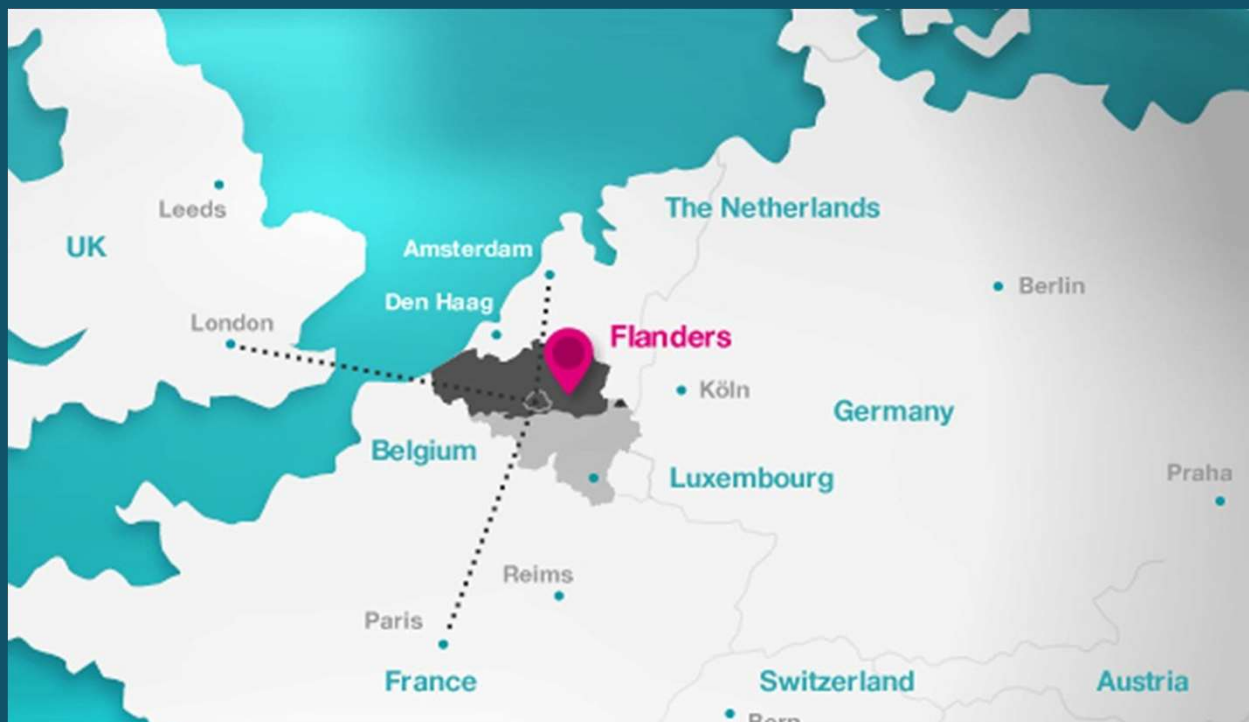 The Netherlands
Leeds
UK
Amsterdam
Berlin
Den Haag
London
Flanders
Köln
Germany
Belgium
Praha
Luxembourg
Reims
Paris
France
Switzerland
Austria
Bern